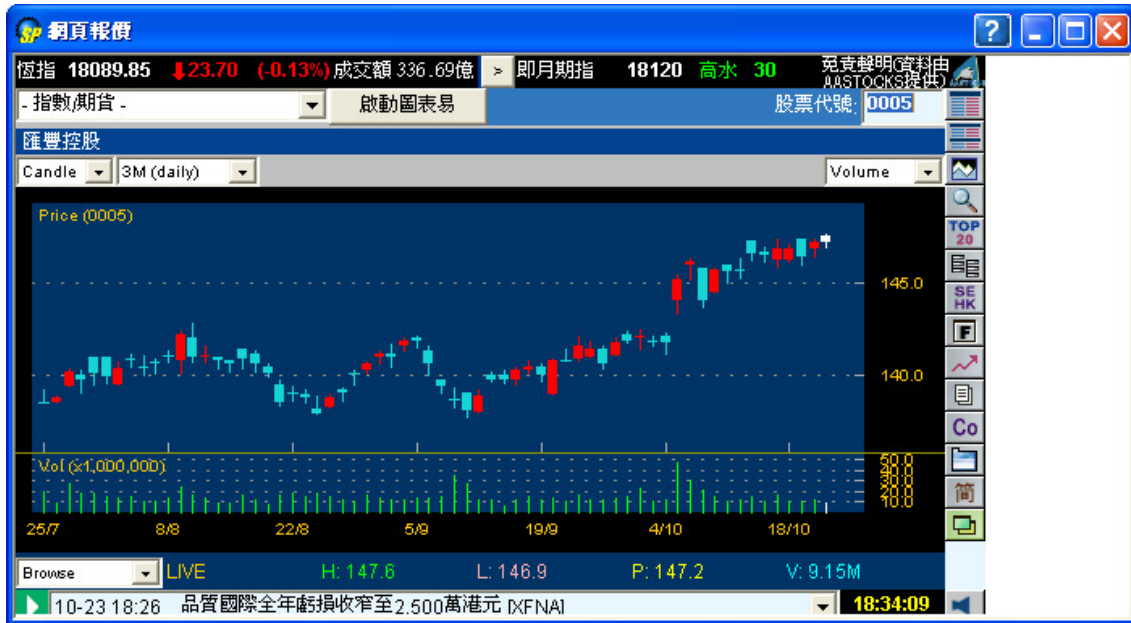 SP 網頁報價
恆指 18089.85 23.70 (-0.13%) 成交額 336.69億 > 即月期指 18120 高水 30 免責聲明(資料由AASTOCKS提供)
- 指數/期貨 - 啟動圖表易 股票代號: 0005
匯豐控股
Candle 3M (daily) Volume
Price (0005)
TOP 20
SE HK
145.0
F
140.0
Co
Vol (x1,000,000)
50.0
40.0
30.0
20.0
10.0
簡
25/7 8/8 22/8 5/9 19/9 4/10 18/10
Browse LIVE H: 147.6 L: 146.9 P: 147.2 V: 9.15M
10-23 18:26 品質國際全年虧損收窄至2,500萬港元 [XFNA] 18:34:09